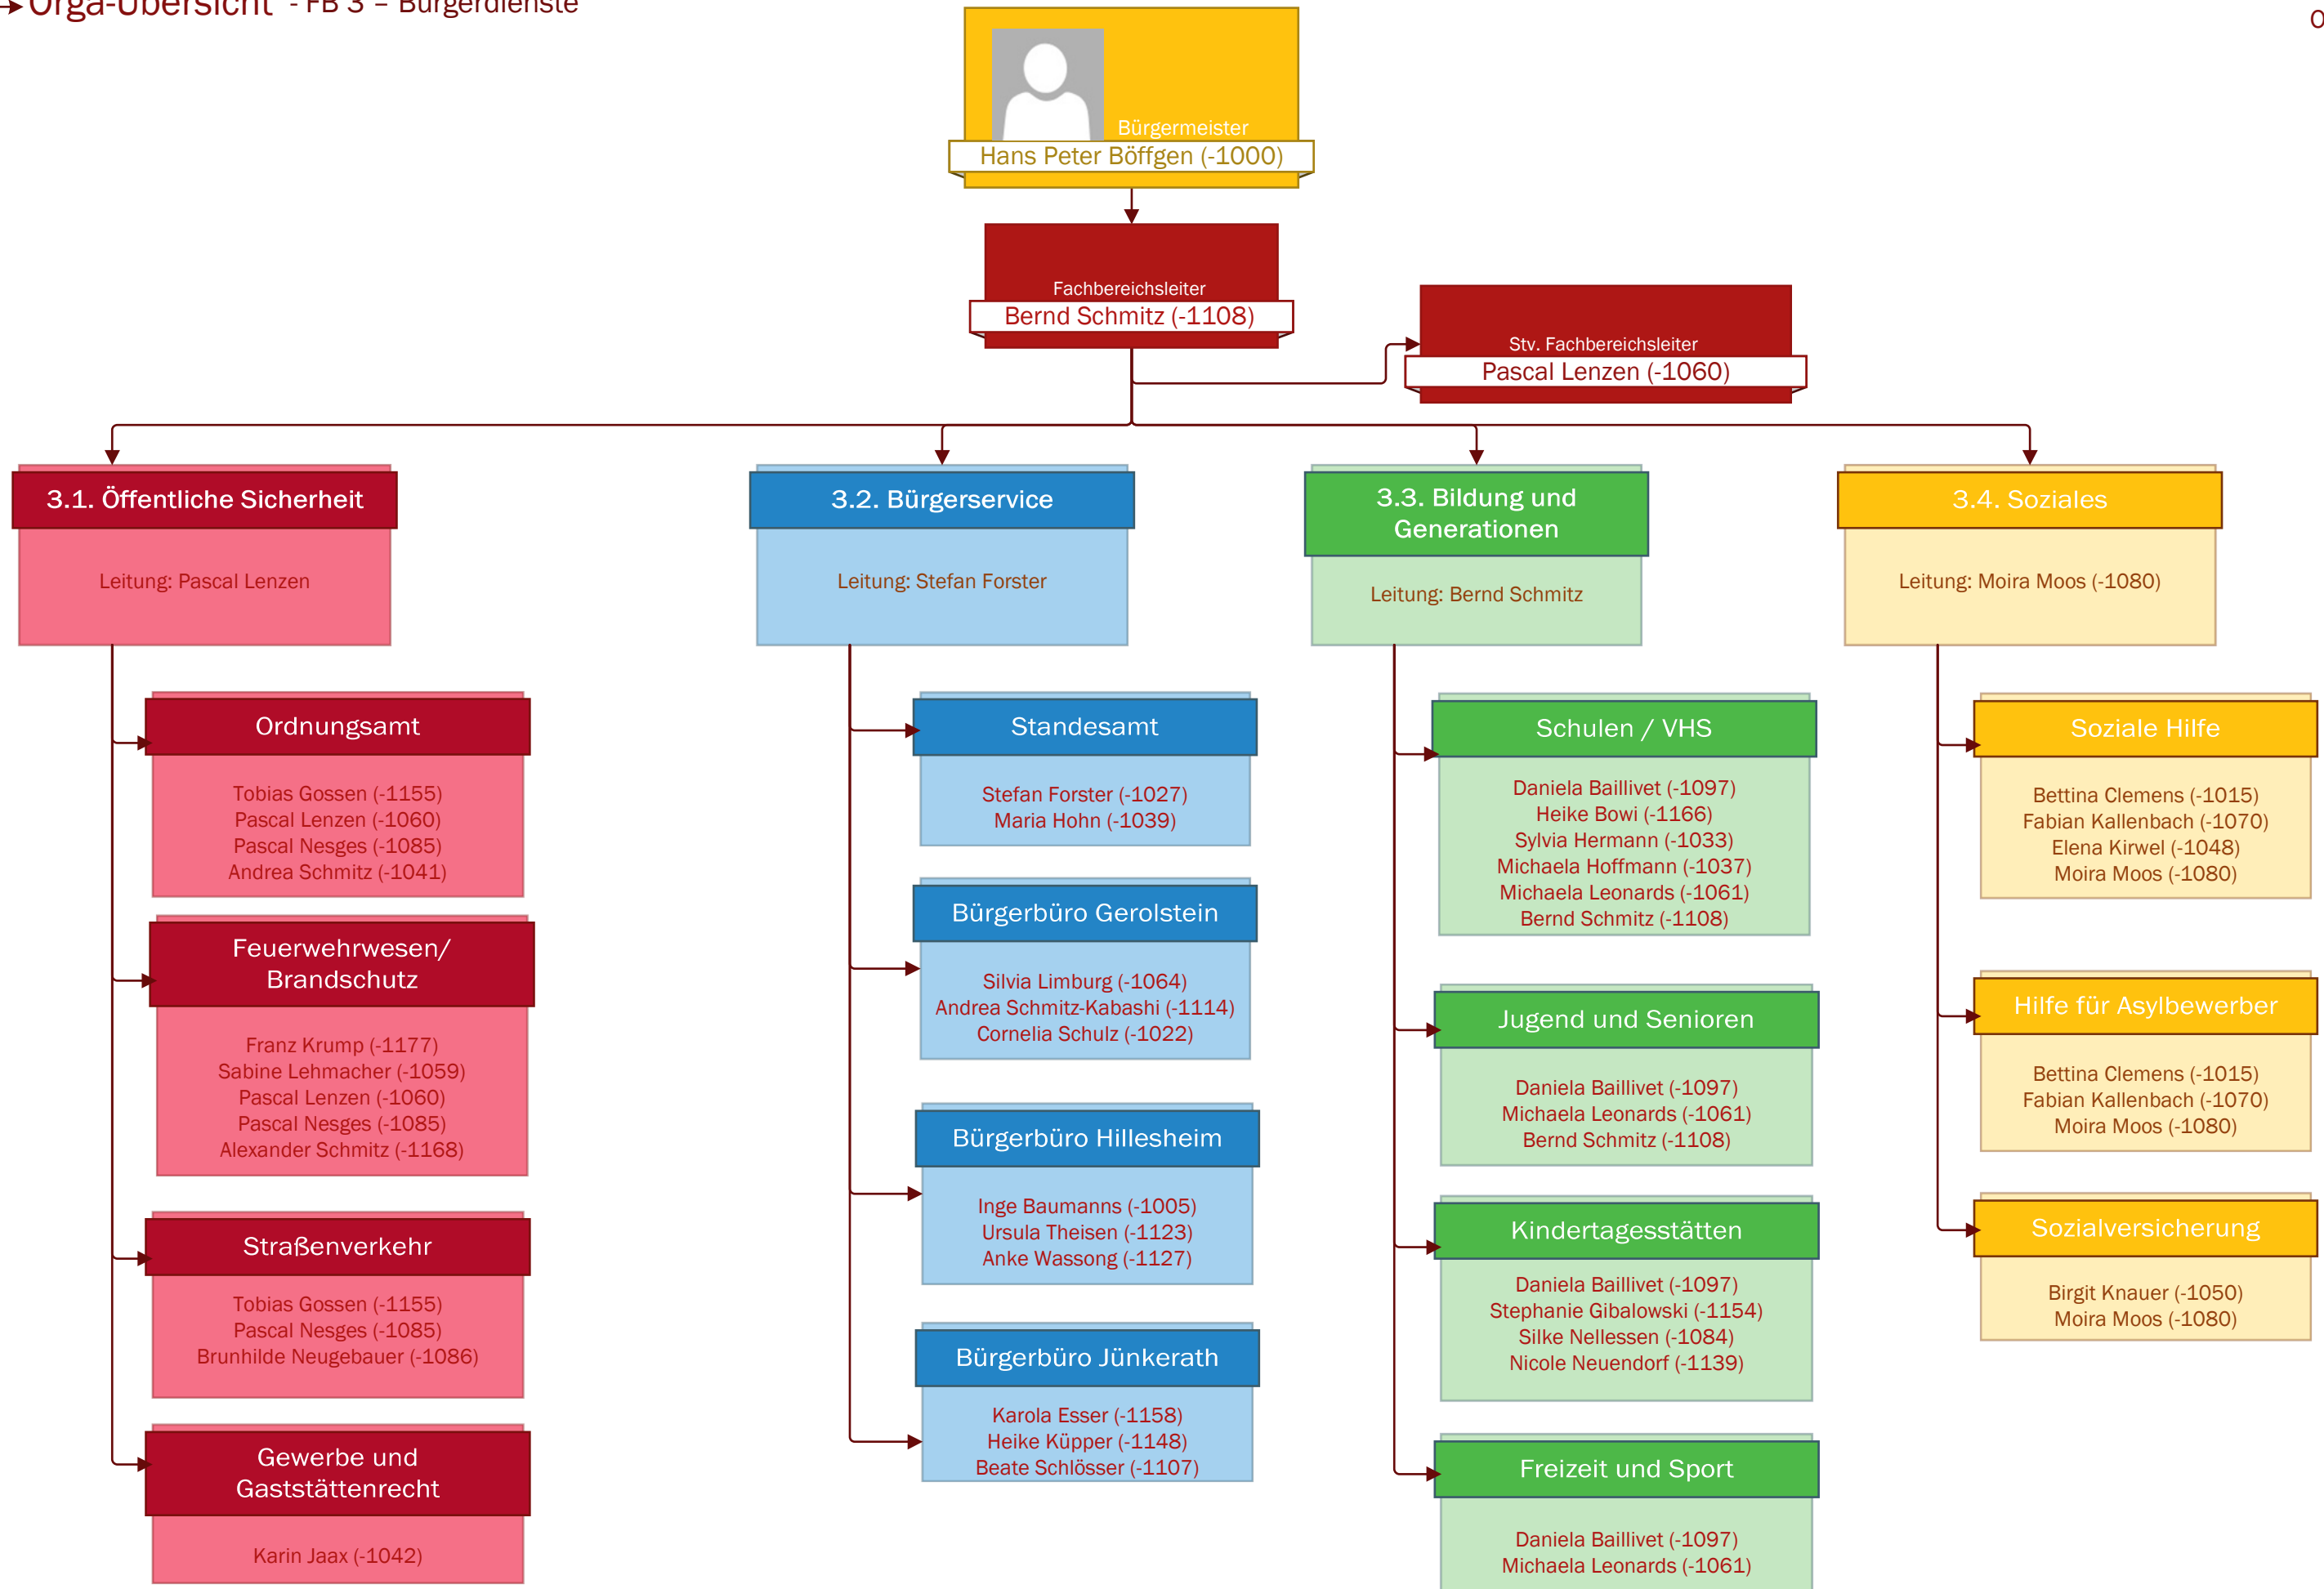 Orga-Übersicht - FB 3 – Bürgerdienste
Bürgermeister
Hans Peter Böffgen (-1000)
Fachbereichsleiter
Bernd Schmitz (-1108)
Stv. Fachbereichsleiter
Pascal Lenzen (-1060)
3.1. Öffentliche Sicherheit
Leitung: Pascal Lenzen
Ordnungsamt
Tobias Gossen (-1155)
Pascal Lenzen (-1060)
Pascal Nesges (-1085)
Andrea Schmitz (-1041)
Feuerwehrwesen/
Brandschutz
Franz Krump (-1177)
Sabine Lehmacher (-1059)
Pascal Lenzen (-1060)
Pascal Nesges (-1085)
Alexander Schmitz (-1168)
Straßenverkehr
Tobias Gossen (-1155)
Pascal Nesges (-1085)
Brunhilde Neugebauer (-1086)
Gewerbe und
Gaststättenrecht
Karin Jaax (-1042)
3.2. Bürgerservice
Leitung: Stefan Forster
Standesamt
Stefan Forster (-1027)
Maria Hohn (-1039)
Bürgerbüro Gerolstein
Silvia Limburg (-1064)
Andrea Schmitz-Kabashi (-1114)
Cornelia Schulz (-1022)
Bürgerbüro Hillesheim
Inge Baumanns (-1005)
Ursula Theisen (-1123)
Anke Wassong (-1127)
Bürgerbüro Jünkerath
Karola Esser (-1158)
Heike Küpper (-1148)
Beate Schlösser (-1107)
3.3. Bildung und
Generationen
Leitung: Bernd Schmitz
Schulen / VHS
Daniela Baillivet (-1097)
Heike Bowi (-1166)
Sylvia Hermann (-1033)
Michaela Hoffmann (-1037)
Michaela Leonards (-1061)
Bernd Schmitz (-1108)
Jugend und Senioren
Daniela Baillivet (-1097)
Michaela Leonards (-1061)
Bernd Schmitz (-1108)
Kindertagesstätten
Daniela Baillivet (-1097)
Stephanie Gibalowski (-1154)
Silke Nellessen (-1084)
Nicole Neuendorf (-1139)
Freizeit und Sport
Daniela Baillivet (-1097)
Michaela Leonards (-1061)
3.4. Soziales
Leitung: Moira Moos (-1080)
Soziale Hilfe
Bettina Clemens (-1015)
Fabian Kallenbach (-1070)
Elena Kirwel (-1048)
Moira Moos (-1080)
Hilfe für Asylbewerber
Bettina Clemens (-1015)
Fabian Kallenbach (-1070)
Moira Moos (-1080)
Sozialversicherung
Birgit Knauer (-1050)
Moira Moos (-1080)